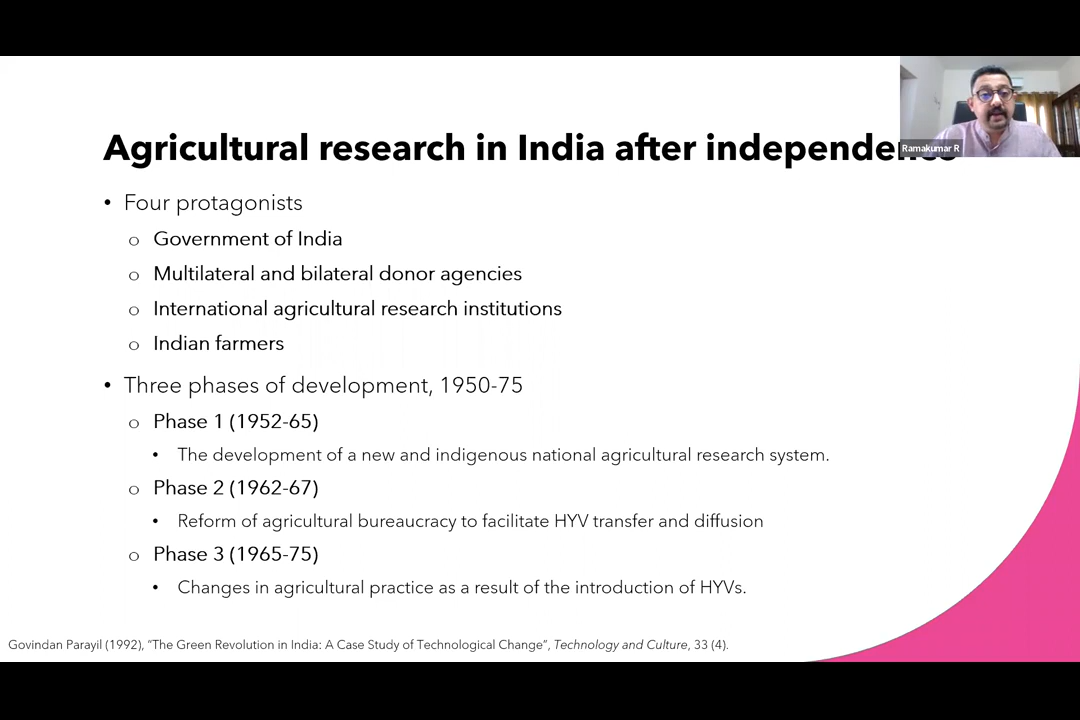 Agricultural research in India after independence
Ramakumar R
• Four protagonists
o Government of India
o Multilateral and bilateral donor agencies
o International agricultural research institutions
o Indian farmers
• Three phases of development, 1950-75
o Phase 1 (1952-65)
• The development of a new and indigenous national agricultural research system.
o Phase 2 (1962-67)
• Reform of agricultural bureaucracy to facilitate HYV transfer and diffusion
o Phase 3 (1965-75)
• Changes in agricultural practice as a result of the introduction of HYVs.
Govindan Parayil (1992), “The Green Revolution in India: A Case Study of Technological Change”, Technology and Culture, 33 (4).